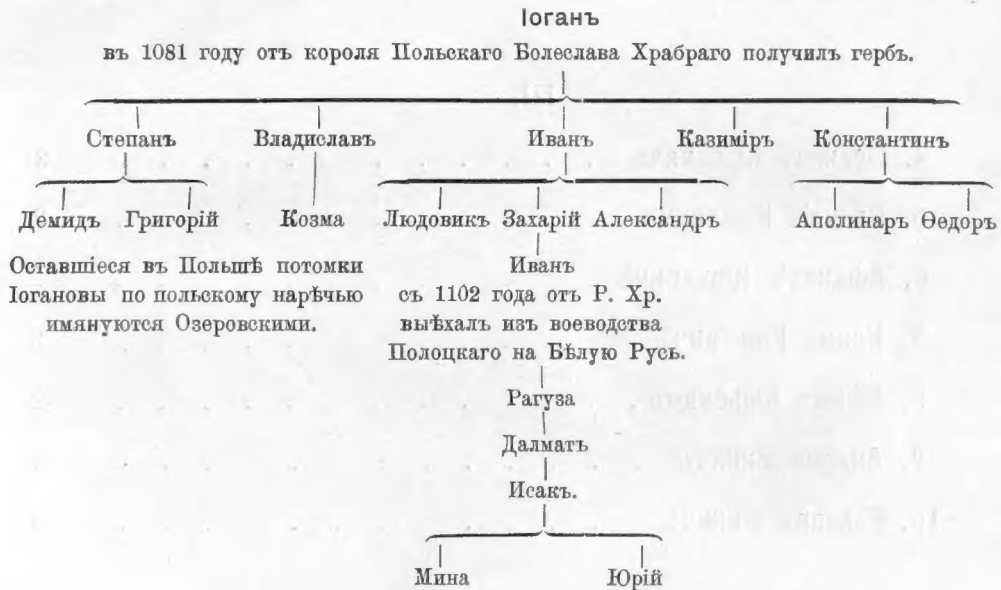 Іоганъ
въ 1081 году отъ короля Польскаго Болеслава Храбраго получилъ гербъ.
Степанъ Владиславъ Иванъ Казиміръ Константинъ
Демидъ Григорій Козма Людовикъ Захарій Александръ Аполинаръ Ѳедоръ
Оставшіеся въ Польшѣ потомки
Іогановы по польскому нарѣчью
имянуются Озеровскими.
Иванъ
съ 1102 года отъ Р. Хр.
выѣхалъ изъ воеводства
Полоцкаго на Бѣлую Русь.
Рагуза
Далматъ
Исакъ.
Мина Юрій